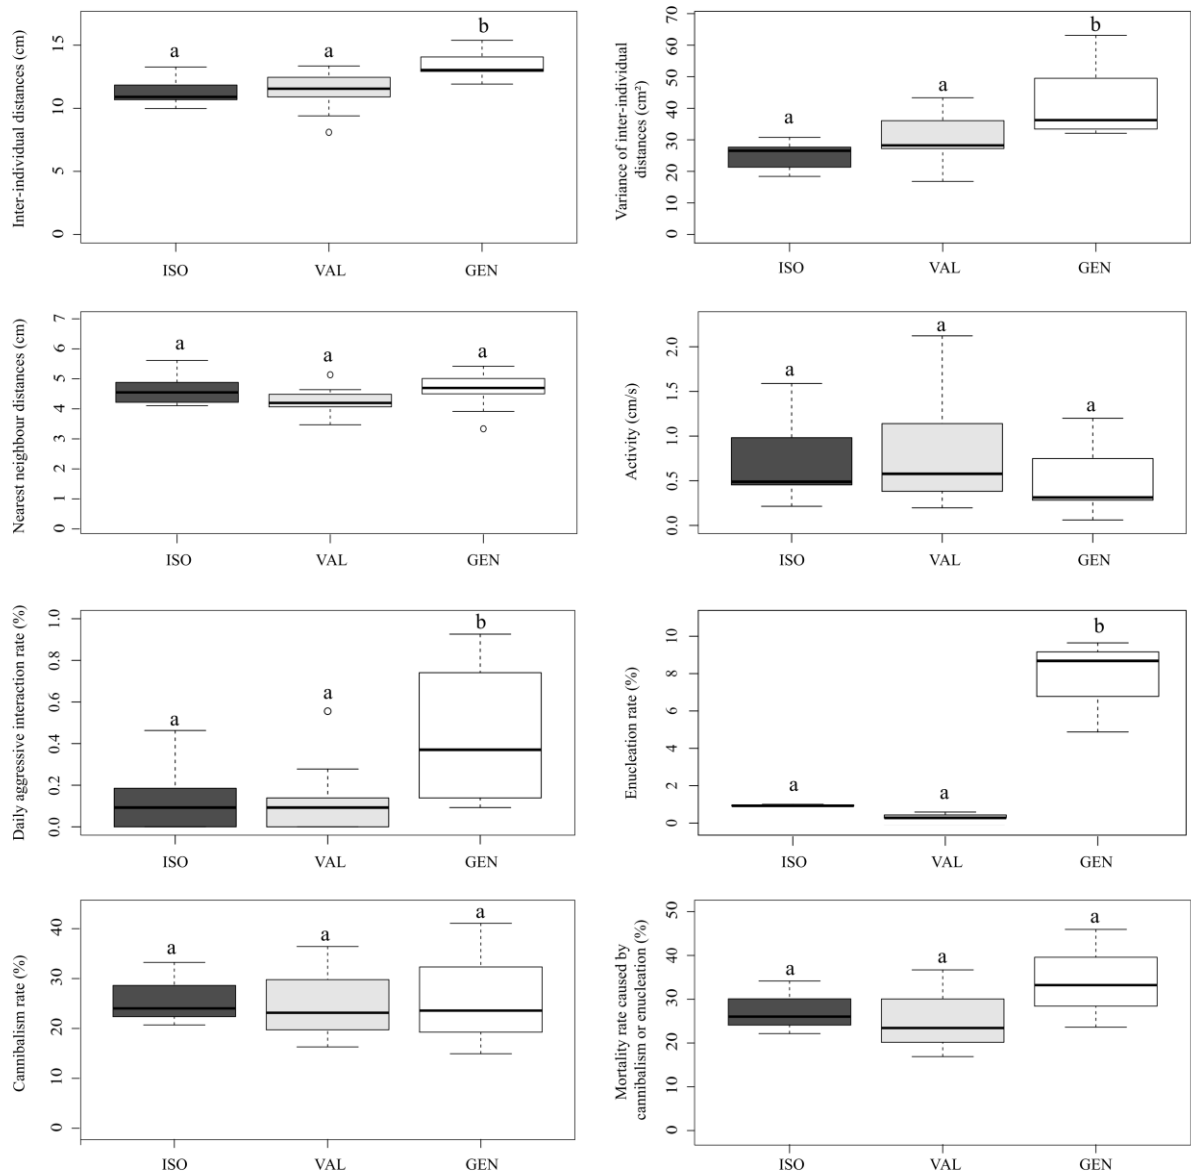 Inter-individual distances (cm)
15
10
5
0
a
a
b
ISO
VAL
GEN
Variance of inter-individual
distances (cm²)
70
60
50
40
30
20
10
0
a
a
b
ISO
VAL
GEN
Nearest neighbour distances (cm)
7
6
5
4
3
2
1
0
a
a
a
ISO
VAL
GEN
Activity (cm/s)
2.0
1.5
1.0
0.5
0.0
a
a
a
ISO
VAL
GEN
Daily aggressive interaction rate (%)
1.0
0.8
0.6
0.4
0.2
0.0
a
a
b
ISO
VAL
GEN
Enucleation rate (%)
10
8
6
4
2
0
a
a
b
ISO
VAL
GEN
Cannibalism rate (%)
40
30
20
10
0
a
a
a
ISO
VAL
GEN
Mortality rate caused by
cannibalism or enucleation (%)
50
40
30
20
10
0
a
a
a
ISO
VAL
GEN